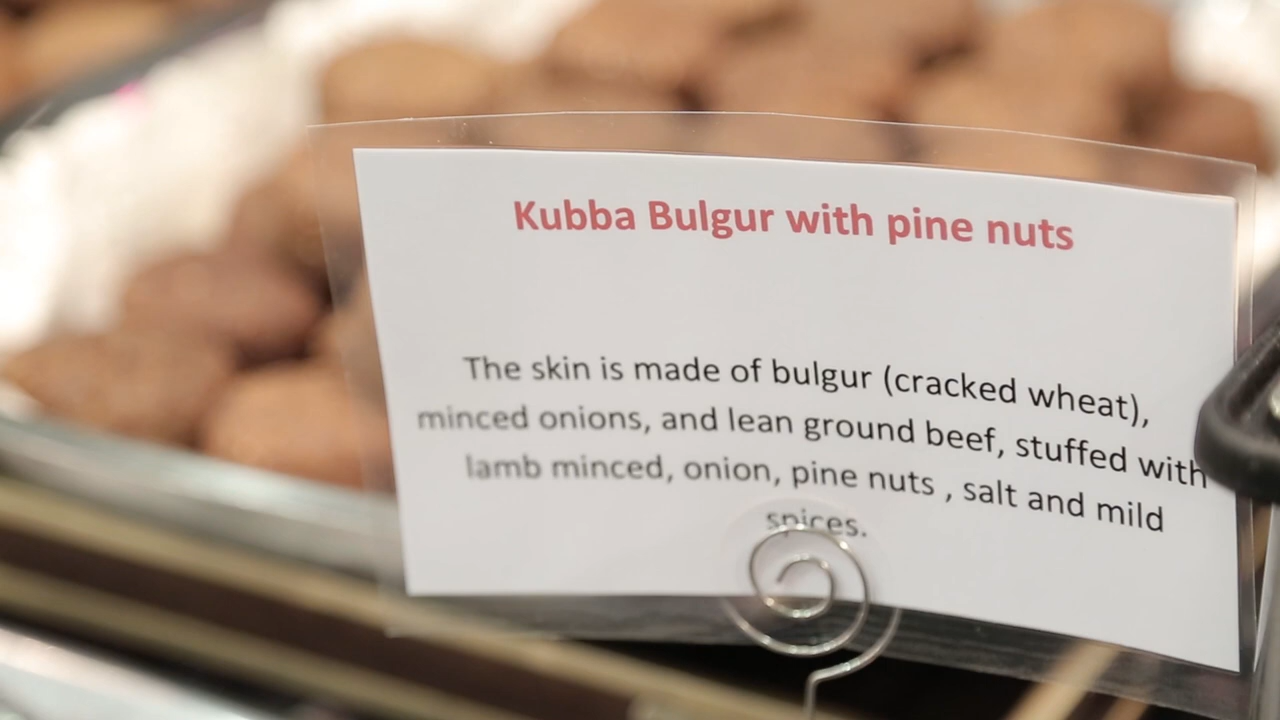 Kubba Bulgur with pine nuts
The skin is made of bulgur (cracked wheat),
minced onions, and lean ground beef, stuffed with
lamb minced, onion, pine nuts , salt and mild
spices.